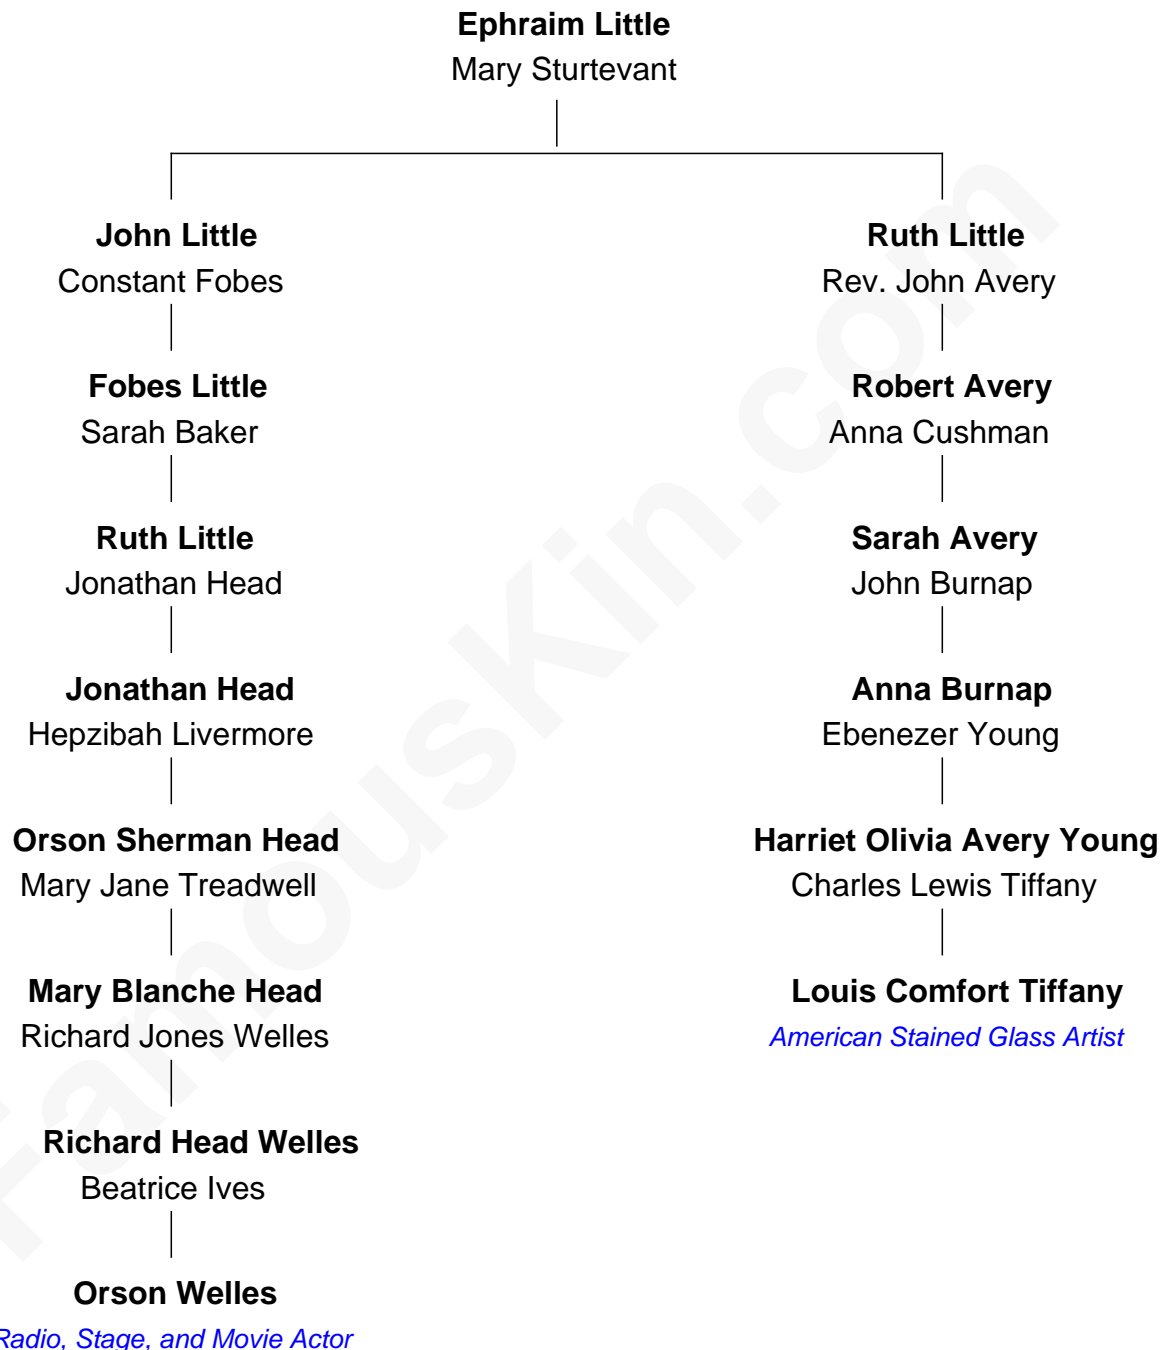 Ephraim Little
Mary Sturtevant
John Little
Constant Fobes
Fobes Little
Sarah Baker
Ruth Little
Jonathan Head
Jonathan Head
Hepzibah Livermore
Orson Sherman Head
Mary Jane Treadwell
Mary Blanche Head
Richard Jones Welles
Richard Head Welles
Beatrice Ives
Orson Welles
Radio, Stage, and Movie Actor
Ruth Little
Rev. John Avery
Robert Avery
Anna Cushman
Sarah Avery
John Burnap
Anna Burnap
Ebenezer Young
Harriet Olivia Avery Young
Charles Lewis Tiffany
Louis Comfort Tiffany
American Stained Glass Artist
FamousKin.com